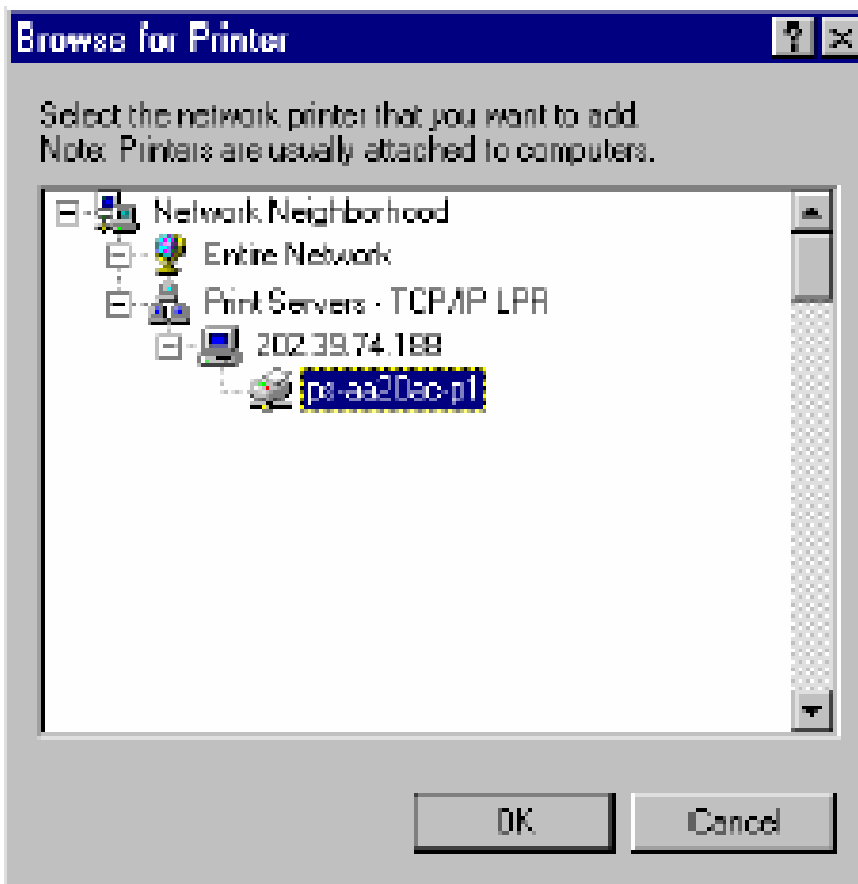 Browse for Printer
Select the network printer that you want to add.
Note: Printers are usually attached to computers.
Network Neighborhood
Entire Network
Print Servers - TCP/IP LPR
202.39.74.188
ps-aa20ac-p1
OK
Cancel